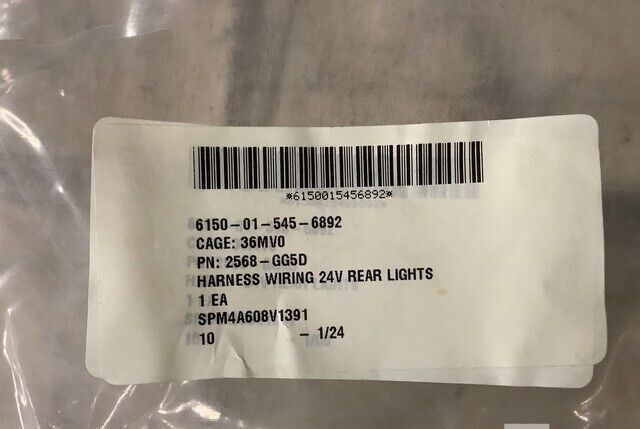 *6150015456892*
6150-01-545-6892
CAGE: 36MV0
PN: 2568-GG5D
HARNESS WIRING 24V REAR LIGHTS
1 EA
SPM4A608V1391
10 - 1/24